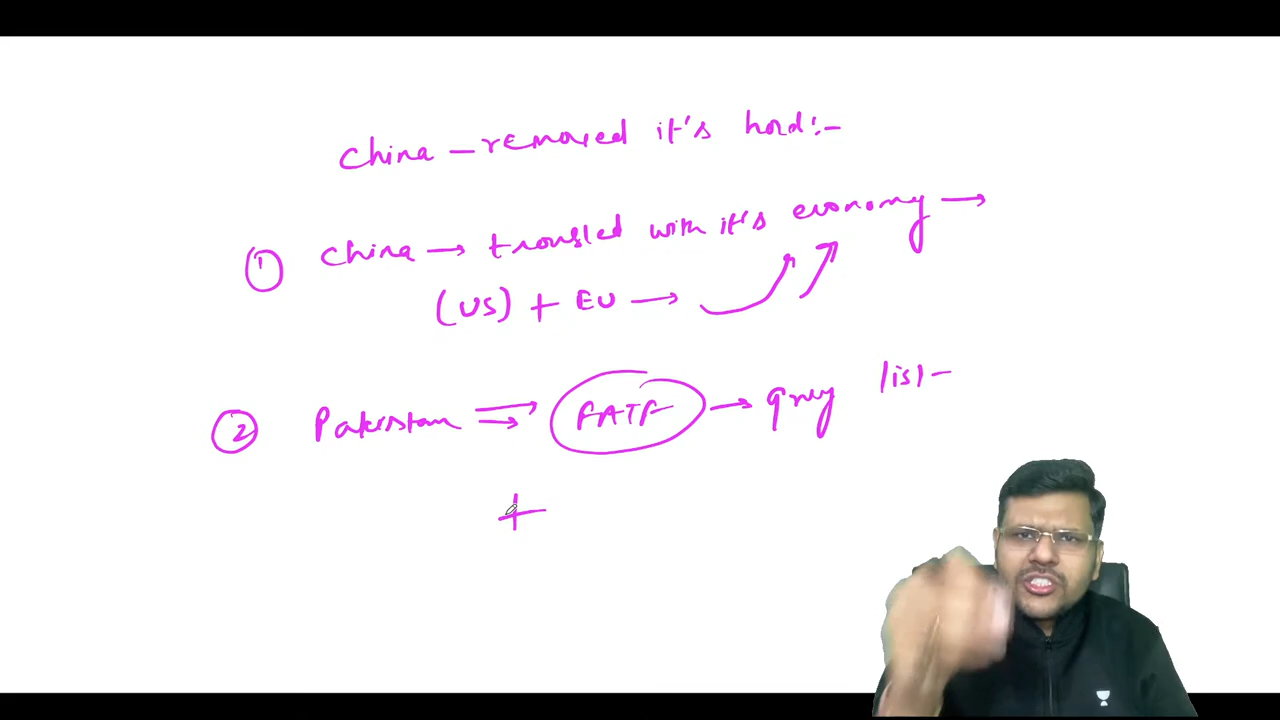 China - removed it's hold:-
① China → troubled with it's economy →
(US) + EU →
② Pakistan ⇒ FATF → grey list -
+